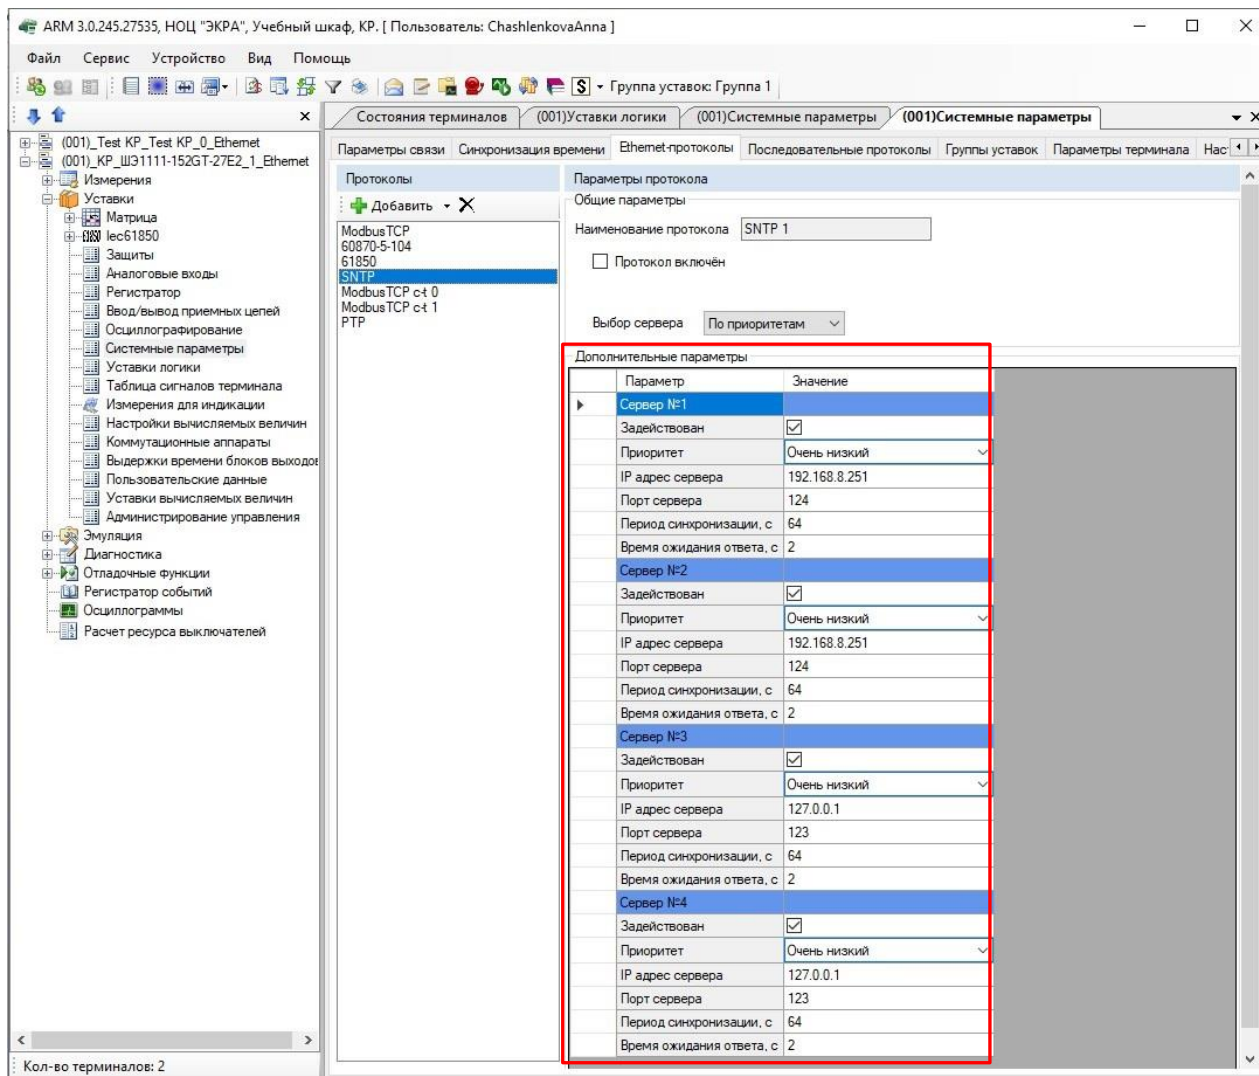 ARM 3.0.245.27535, НОЦ "ЭКРА", Учебный шкаф, КР. [ Пользователь: ChashlenkovaAnna ]
Файл Сервис Устройство Вид Помощь
Группа уставок: Группа 1
(001)_Test KP_Test KP_0_Ethernet
(001)_КР_ШЭ1111-152GT-27E2_1_Ethernet
Измерения
Уставки
Матрица
61850 Iec61850
Защиты
Аналоговые входы
Регистратор
Ввод/вывод приемных цепей
Осциллографирование
Системные параметры
Уставки логики
Таблица сигналов терминала
Измерения для индикации
Настройки вычисляемых величин
Коммутационные аппараты
Выдержки времени блоков выходов
Пользовательские данные
Уставки вычисляемых величин
Администрирование управления
Эмуляция
Диагностика
Отладочные функции
Регистратор событий
Осциллограммы
Расчет ресурса выключателей
Кол-во терминалов: 2
Состояния терминалов (001)Уставки логики (001)Системные параметры (001)Системные параметры
Параметры связи Синхронизация времени Ethernet-протоколы Последовательные протоколы Группы уставок Параметры терминала Нас
Протоколы
Добавить
ModbusTCP
60870-5-104
61850
SNTP
ModbusTCP c-t 0
ModbusTCP c-t 1
PTP
Параметры протокола
Общие параметры
Наименование протокола SNTP 1
Протокол включён
Выбор сервера По приоритетам
Дополнительные параметры
Параметр Значение
Сервер №1
Задействован
Приоритет Очень низкий
IP адрес сервера 192.168.8.251
Порт сервера 124
Период синхронизации, с 64
Время ожидания ответа, с 2
Сервер №2
Задействован
Приоритет Очень низкий
IP адрес сервера 192.168.8.251
Порт сервера 124
Период синхронизации, с 64
Время ожидания ответа, с 2
Сервер №3
Задействован
Приоритет Очень низкий
IP адрес сервера 127.0.0.1
Порт сервера 123
Период синхронизации, с 64
Время ожидания ответа, с 2
Сервер №4
Задействован
Приоритет Очень низкий
IP адрес сервера 127.0.0.1
Порт сервера 123
Период синхронизации, с 64
Время ожидания ответа, с 2